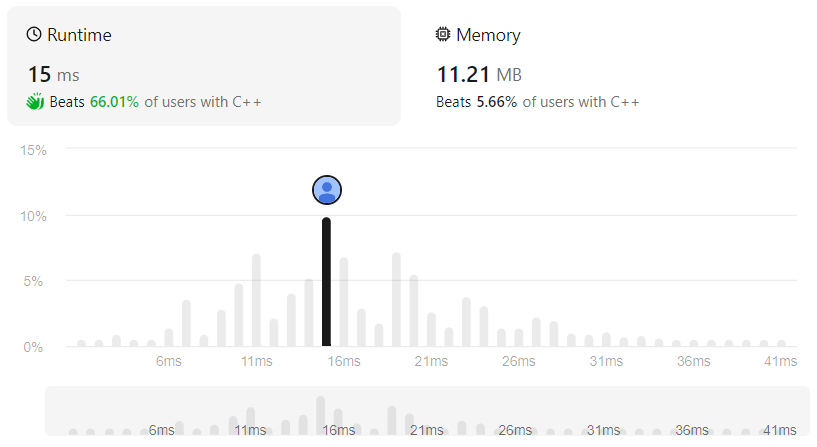 Runtime
Memory
15 ms
11.21 MB
Beats 66.01% of users with C++
Beats 5.66% of users with C++
15%
10%
5%
0%
6ms 11ms 16ms 21ms 26ms 31ms 36ms 41ms
6ms 11ms 16ms 21ms 26ms 31ms 36ms 41ms